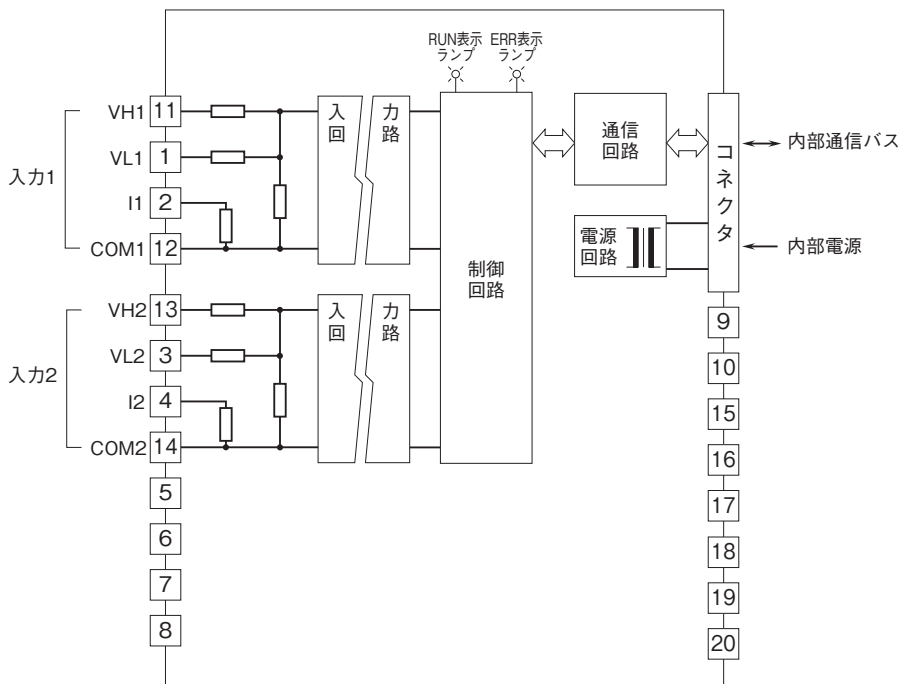 RUN表示
ランプ
ERR表示
ランプ
入力1
VH1 11
VL1 1
I1 2
COM1 12
入力2
VH2 13
VL2 3
I2 4
COM2 14
5
6
7
8
入 力
回 路
入 力
回 路
制御
回路
通信
回路
電源
回路
コネクタ
内部通信バス
内部電源
9
10
15
16
17
18
19
20